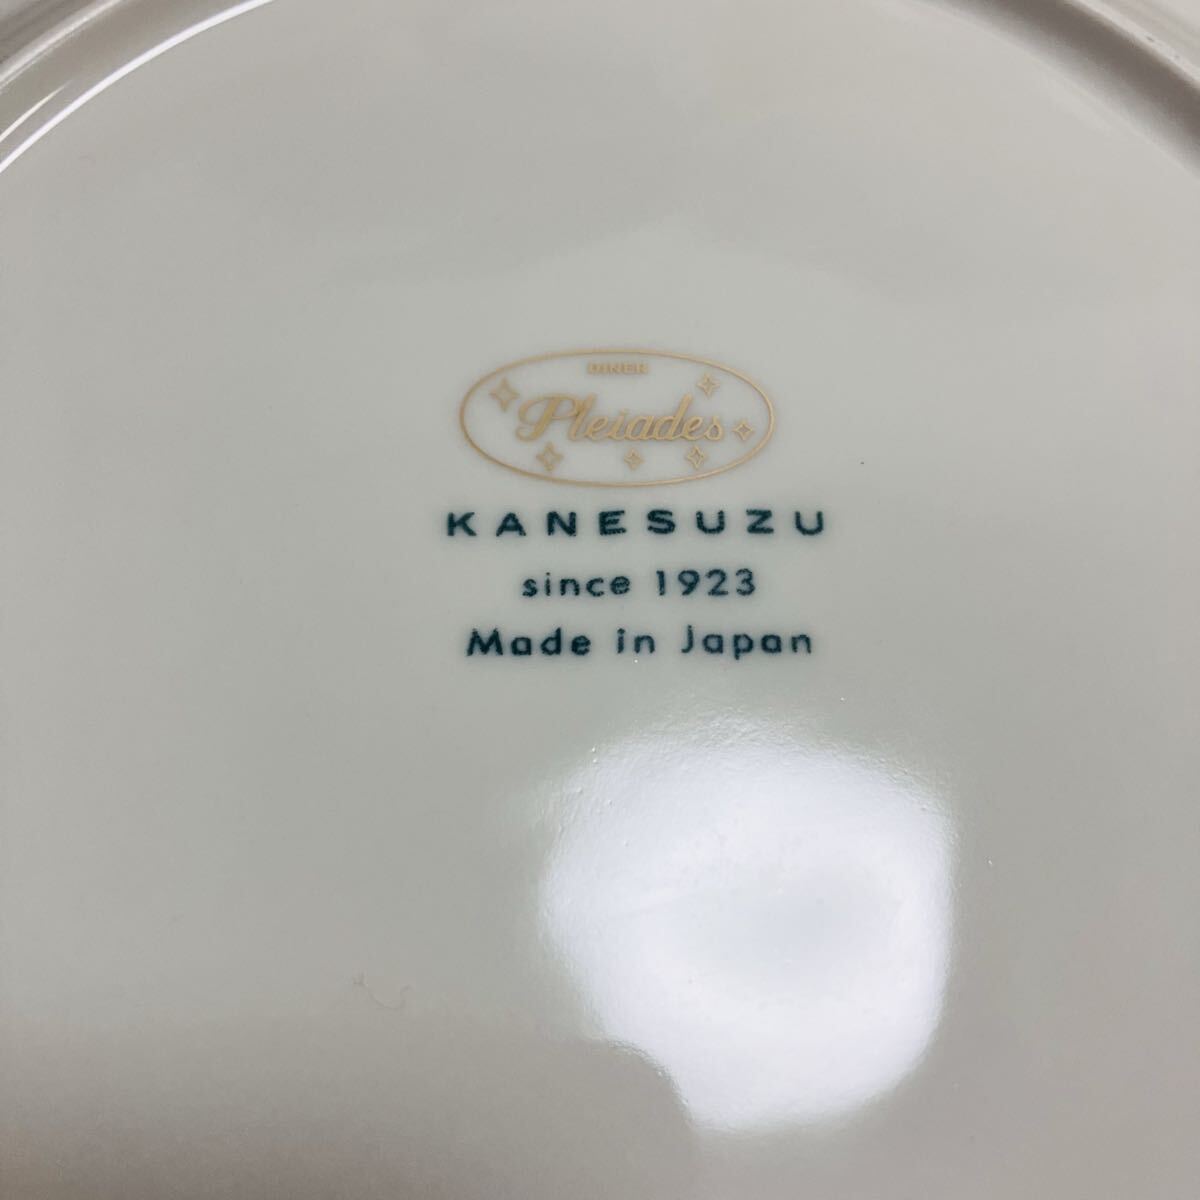 DINER
Pleiades
KANESUZU
since 1923
Made in Japan